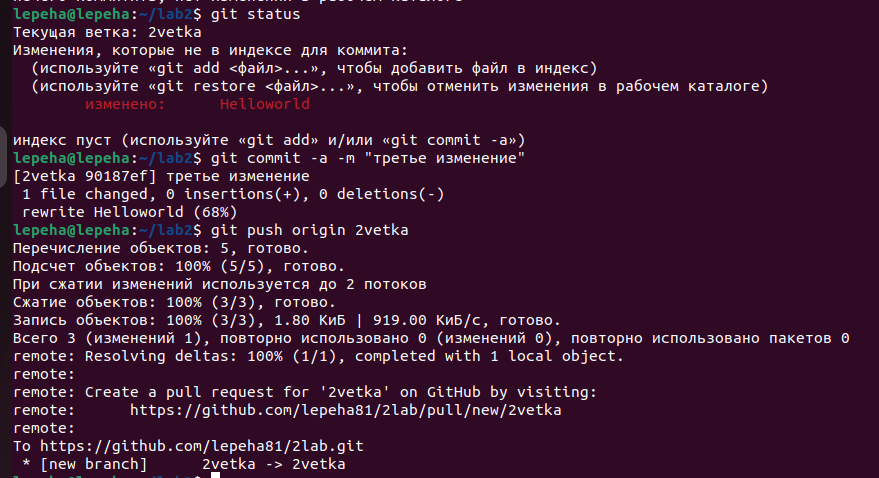 lepeha@lepeha:~/lab2$ git status
Текущая ветка: 2vetka
Изменения, которые не в индексе для коммита:
  (используйте «git add <файл>...», чтобы добавить файл в индекс)
  (используйте «git restore <файл>...», чтобы отменить изменения в рабочем каталоге)
        изменено:      Helloworld

индекс пуст (используйте «git add» и/или «git commit -a»)
lepeha@lepeha:~/lab2$ git commit -a -m "третье изменение"
[2vetka 90187ef] третье изменение
 1 file changed, 0 insertions(+), 0 deletions(-)
 rewrite Helloworld (68%)
lepeha@lepeha:~/lab2$ git push origin 2vetka
Перечисление объектов: 5, готово.
Подсчет объектов: 100% (5/5), готово.
При сжатии изменений используется до 2 потоков
Сжатие объектов: 100% (3/3), готово.
Запись объектов: 100% (3/3), 1.80 КиБ | 919.00 КиБ/с, готово.
Всего 3 (изменений 1), повторно использовано 0 (изменений 0), повторно использовано пакетов 0
remote: Resolving deltas: 100% (1/1), completed with 1 local object.
remote:
remote: Create a pull request for '2vetka' on GitHub by visiting:
remote:      https://github.com/lepeha81/2lab/pull/new/2vetka
remote:
To https://github.com/lepeha81/2lab.git
 * [new branch]      2vetka -> 2vetka